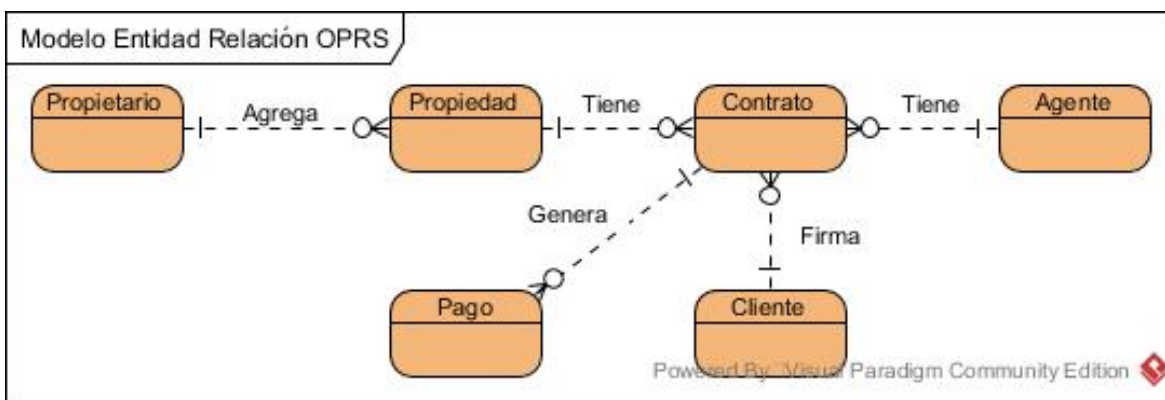 Modelo Entidad Relación OPRS
Propietario
Agrega
Propiedad
Tiene
Contrato
Tiene
Agente
Genera
Firma
Pago
Cliente
Powered By Visual Paradigm Community Edition